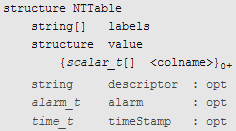 structure NTTable
string[] labels
structure value
{scalar_t[] <colname>}0+
string descriptor : opt
alarm_t alarm : opt
time_t timeStamp : opt